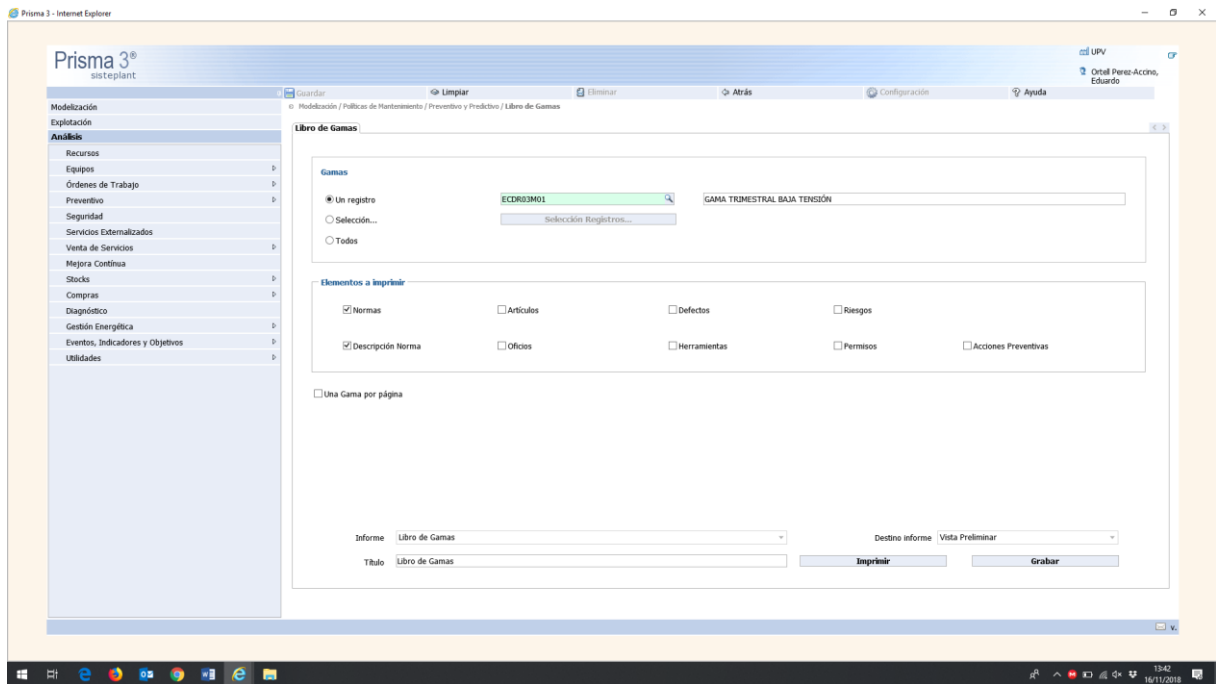 Prisma 3 - Internet Explorer
Prisma 3®
sisteplant
UPV
Ortell Perez-Accino,
Eduardo
Guardar Limpiar Eliminar Atrás Configuración Ayuda
Modelización / Políticas de Mantenimiento / Preventivo y Predictivo / Libro de Gamas
Modelización
Explotación
Análisis
Recursos
Equipos
Órdenes de Trabajo
Preventivo
Seguridad
Servicios Externalizados
Venta de Servicios
Mejora Contínua
Stocks
Compras
Diagnóstico
Gestión Energética
Eventos, Indicadores y Objetivos
Utilidades
Libro de Gamas
Gamas
Un registro ECDR03M01 GAMA TRIMESTRAL BAJA TENSIÓN
Selección... Selección Registros...
Todos
Elementos a imprimir
Normas Artículos Defectos Riesgos
Descripción Norma Oficios Herramientas Permisos Acciones Preventivas
Una Gama por página
Informe Libro de Gamas Destino informe Vista Preliminar
Título Libro de Gamas Imprimir Grabar
v.
13:42
16/11/2018